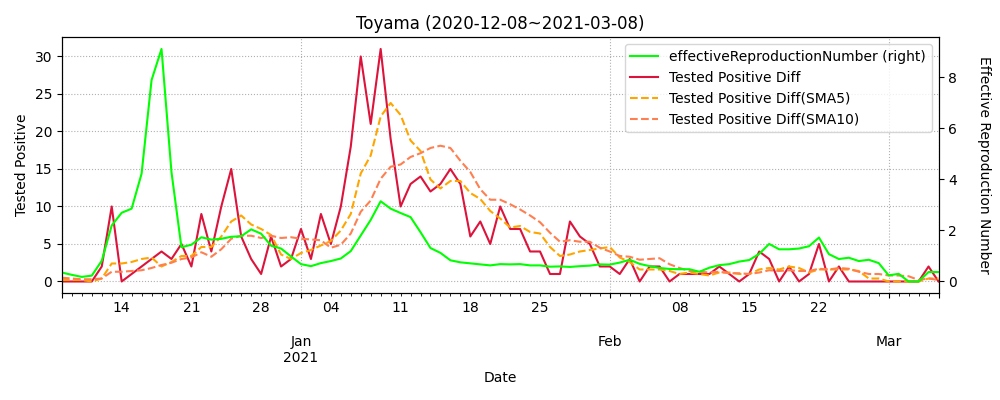 Toyama (2020-12-08~2021-03-08)
effectiveReproductionNumber (right)
Tested Positive Diff
Tested Positive Diff(SMA5)
Tested Positive Diff(SMA10)
Tested Positive
30
25
20
15
10
5
0
8
6
4
2
0
Effective Reproduction Number
14 21 28 04 11 18 25 08 15 22
Jan Feb Mar
2021
Date